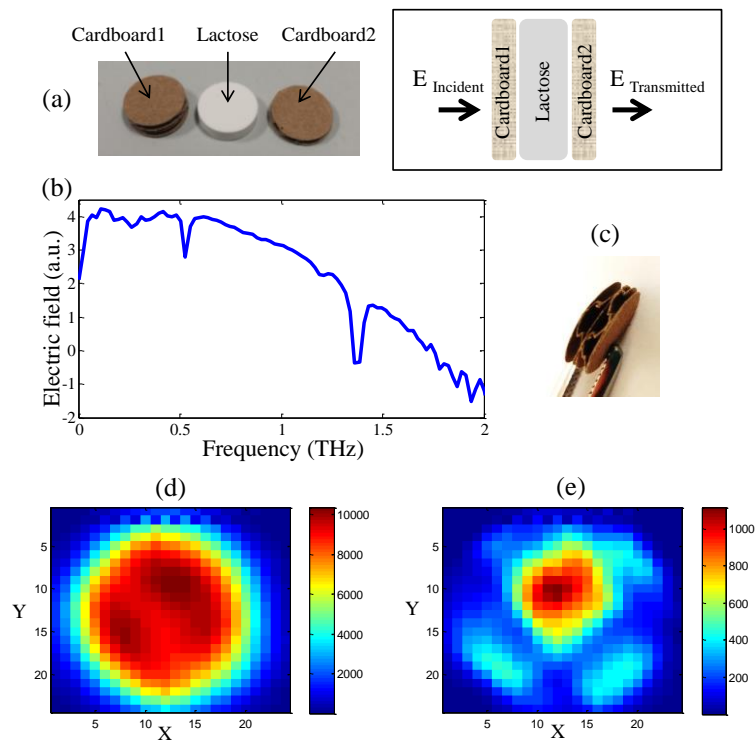 Cardboard1 Lactose Cardboard2
(a)
E Incident
Cardboard1
Lactose
Cardboard2
E Transmitted
(b)
Electric field (a.u.)
4
3
2
1
0
-1
-2
0 0.5 1 1.5 2
Frequency (THz)
(c)
(d)
Y
5
10
15
20
5 10 15 20
X
10000
8000
6000
4000
2000
(e)
Y
5
10
15
20
5 10 15 20
X
1000
800
600
400
200